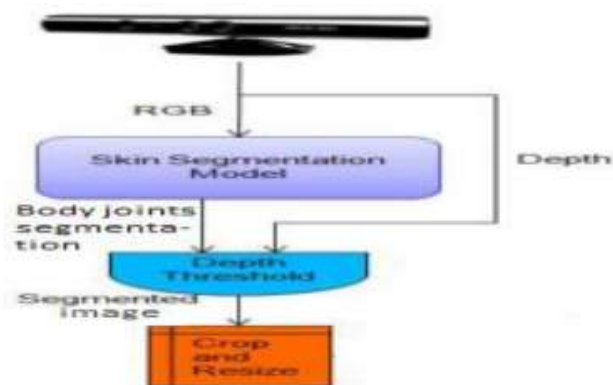 RGB
Skin Segmentation
Model
Depth
Body joints
segmenta-
tion
Depth
Threshold
Segmented
image
Crop
and
Resize